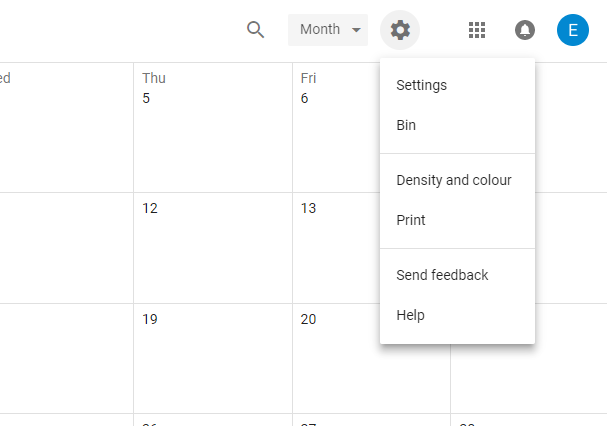 Month
E
ed
Thu
Fri
5
6
Settings
Bin
Density and colour
Print
Send feedback
Help
12
13
19
20